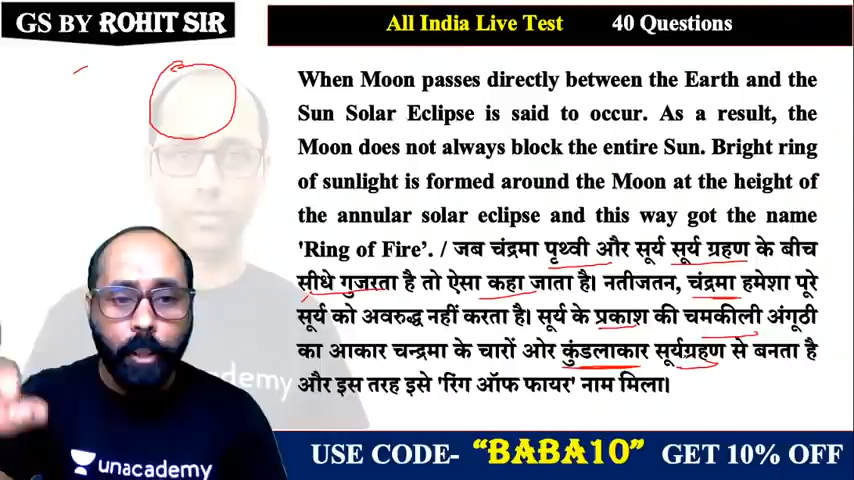 GS BY ROHIT SIR
All India Live Test 40 Questions
When Moon passes directly between the Earth and the
Sun Solar Eclipse is said to occur. As a result, the
Moon does not always block the entire Sun. Bright ring
of sunlight is formed around the Moon at the height of
the annular solar eclipse and this way got the name
'Ring of Fire’. / जब चंद्रमा पृथ्वी और सूर्य सूर्य ग्रहण के बीच
सीधे गुजरता है तो ऐसा कहा जाता है। नतीजतन, चंद्रमा हमेशा पूरे
सूर्य को अवरुद्ध नहीं करता है। सूर्य के प्रकाश की चमकीली अंगूठी
का आकार चन्द्रमा के चारों ओर कुंडलाकार सूर्यग्रहण से बनता है
और इस तरह इसे 'रिंग ऑफ फायर' नाम मिला।
demy
unacademy
USE CODE- “BABA10” GET 10% OFF